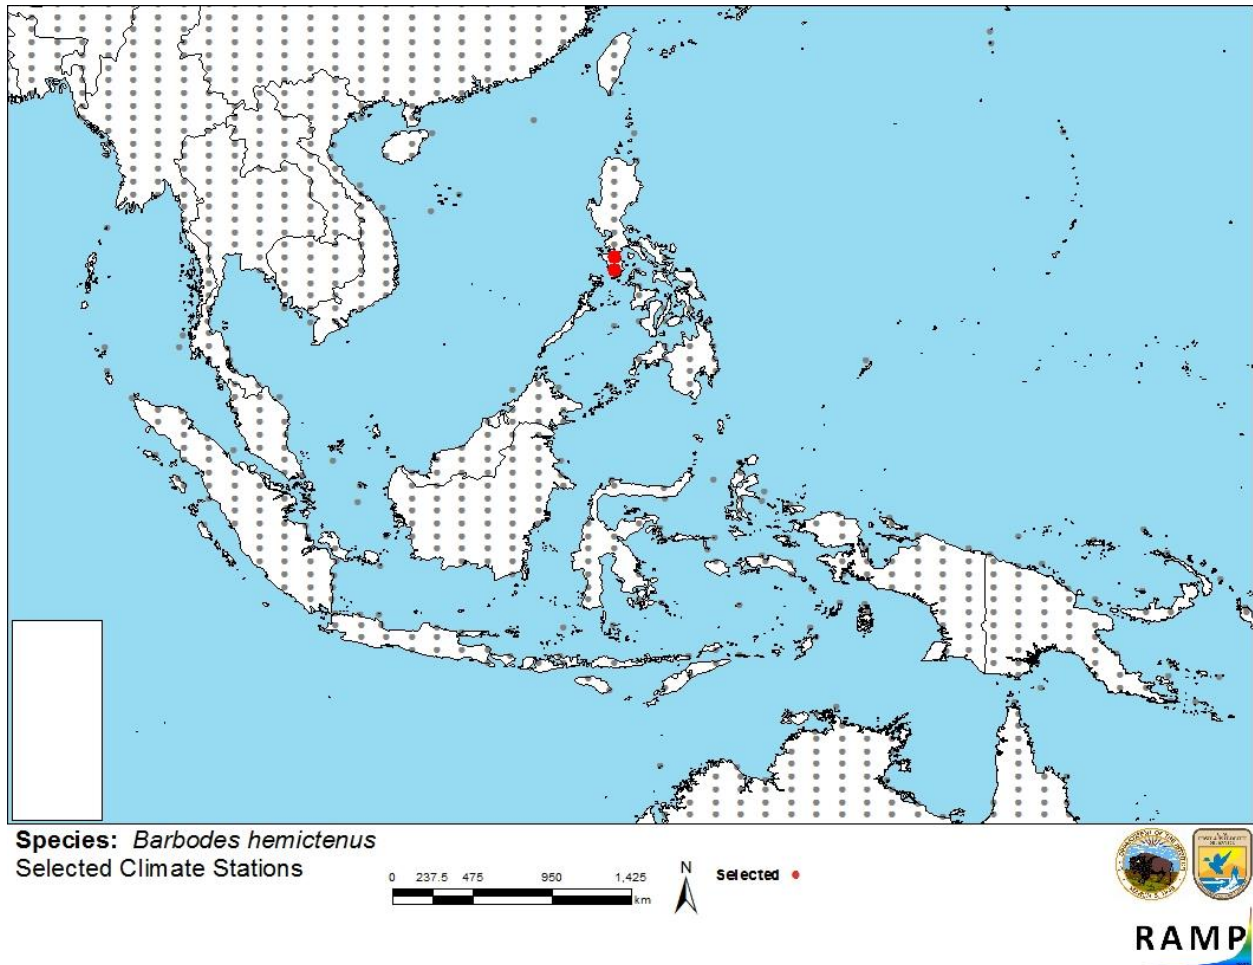 Species: Barbodes hemictenus
Selected Climate Stations
0 237.5 475 950 1,425
km
N
Selected
RAMP